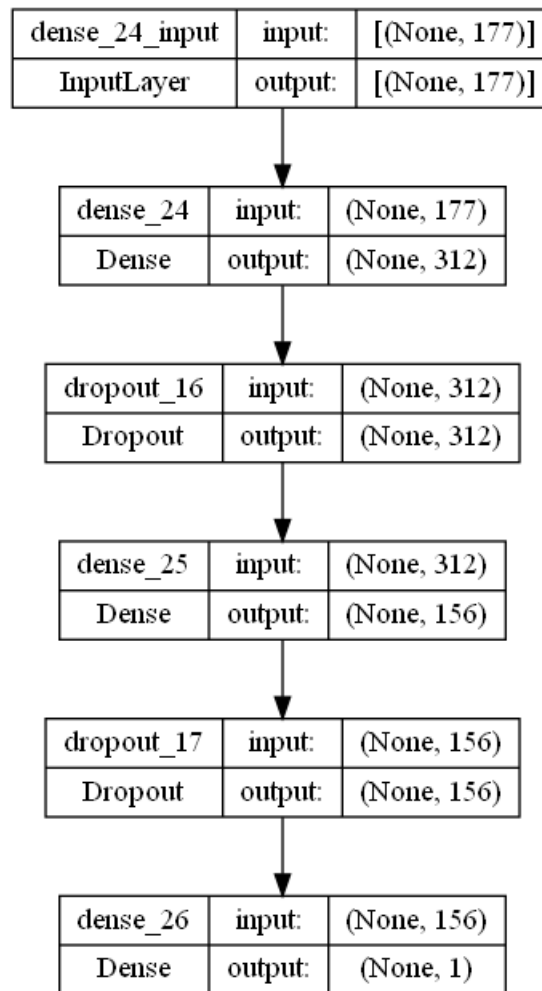 dense_24_input input: [(None, 177)]
InputLayer output: [(None, 177)]
dense_24 input: (None, 177)
Dense output: (None, 312)
dropout_16 input: (None, 312)
Dropout output: (None, 312)
dense_25 input: (None, 312)
Dense output: (None, 156)
dropout_17 input: (None, 156)
Dropout output: (None, 156)
dense_26 input: (None, 156)
Dense output: (None, 1)